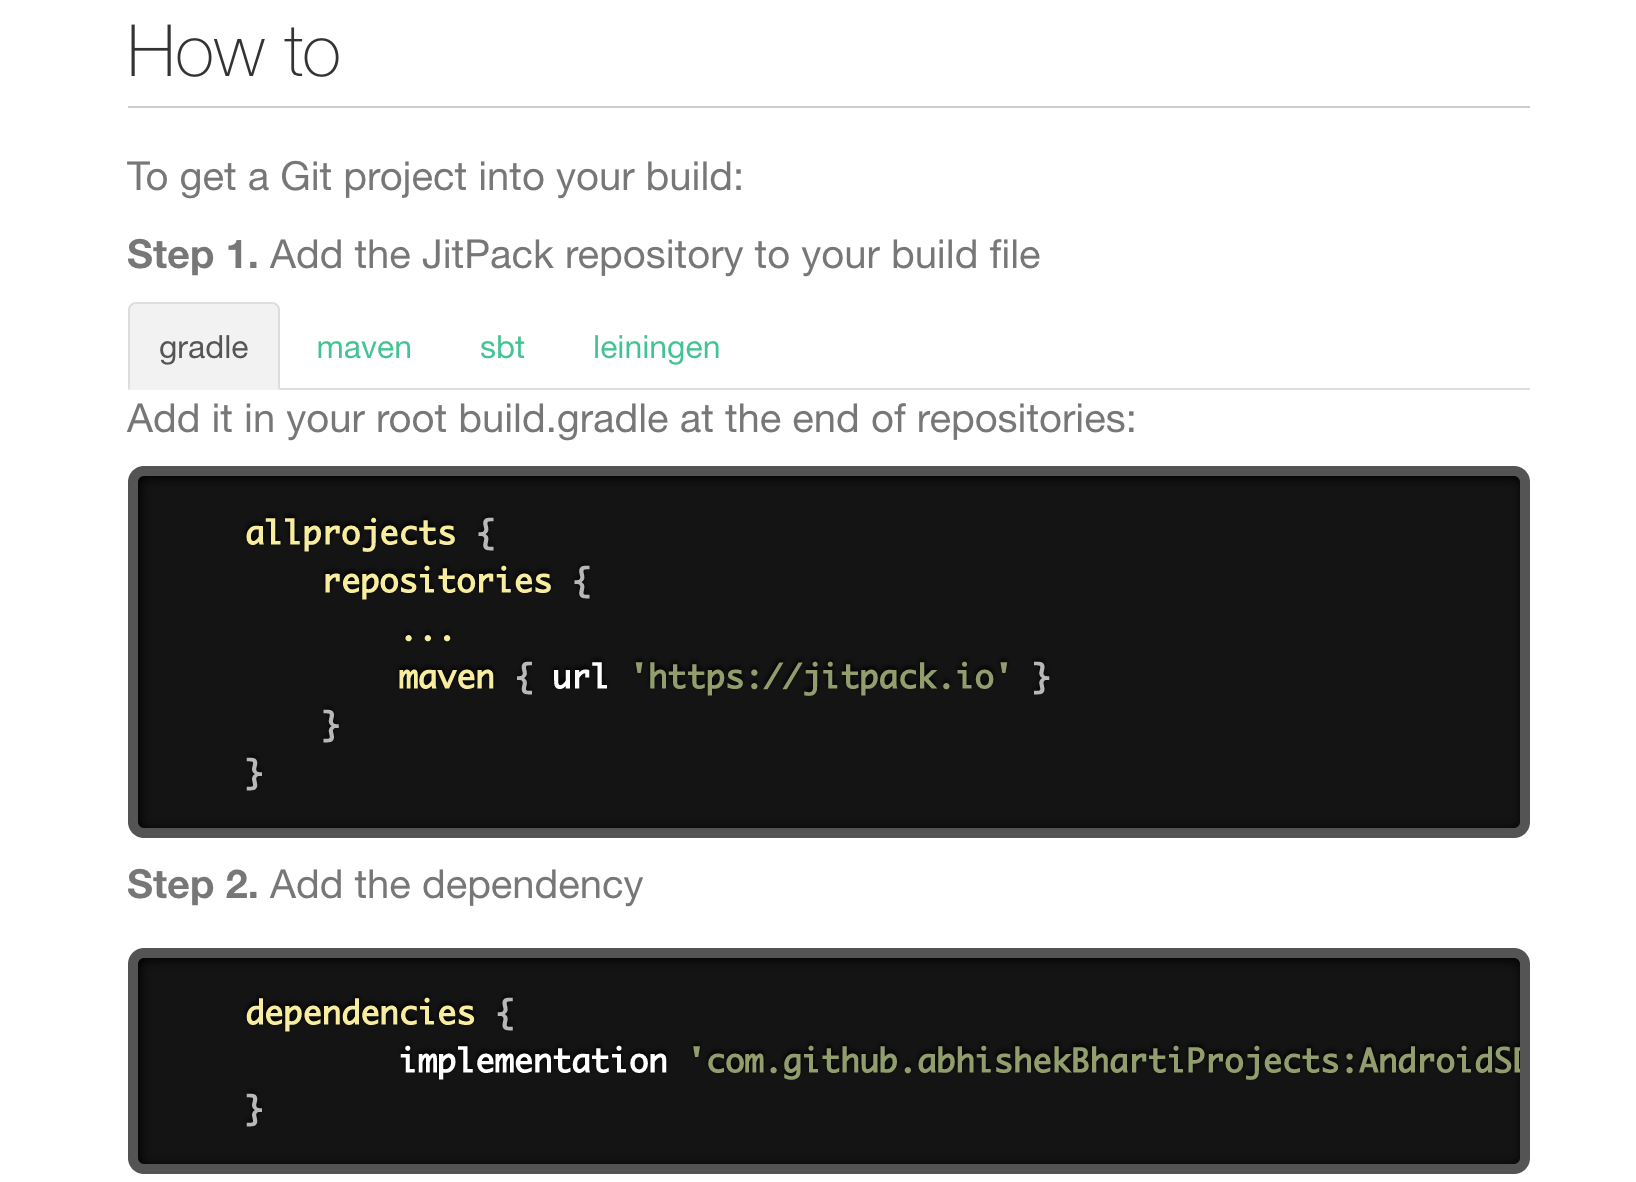 How to
To get a Git project into your build:
Step 1. Add the JitPack repository to your build file
gradle maven sbt leiningen
Add it in your root build.gradle at the end of repositories:
allprojects {
repositories {
...
maven { url 'https://jitpack.io' }
}
}
Step 2. Add the dependency
dependencies {
implementation 'com.github.abhishekBhartiProjects:
}